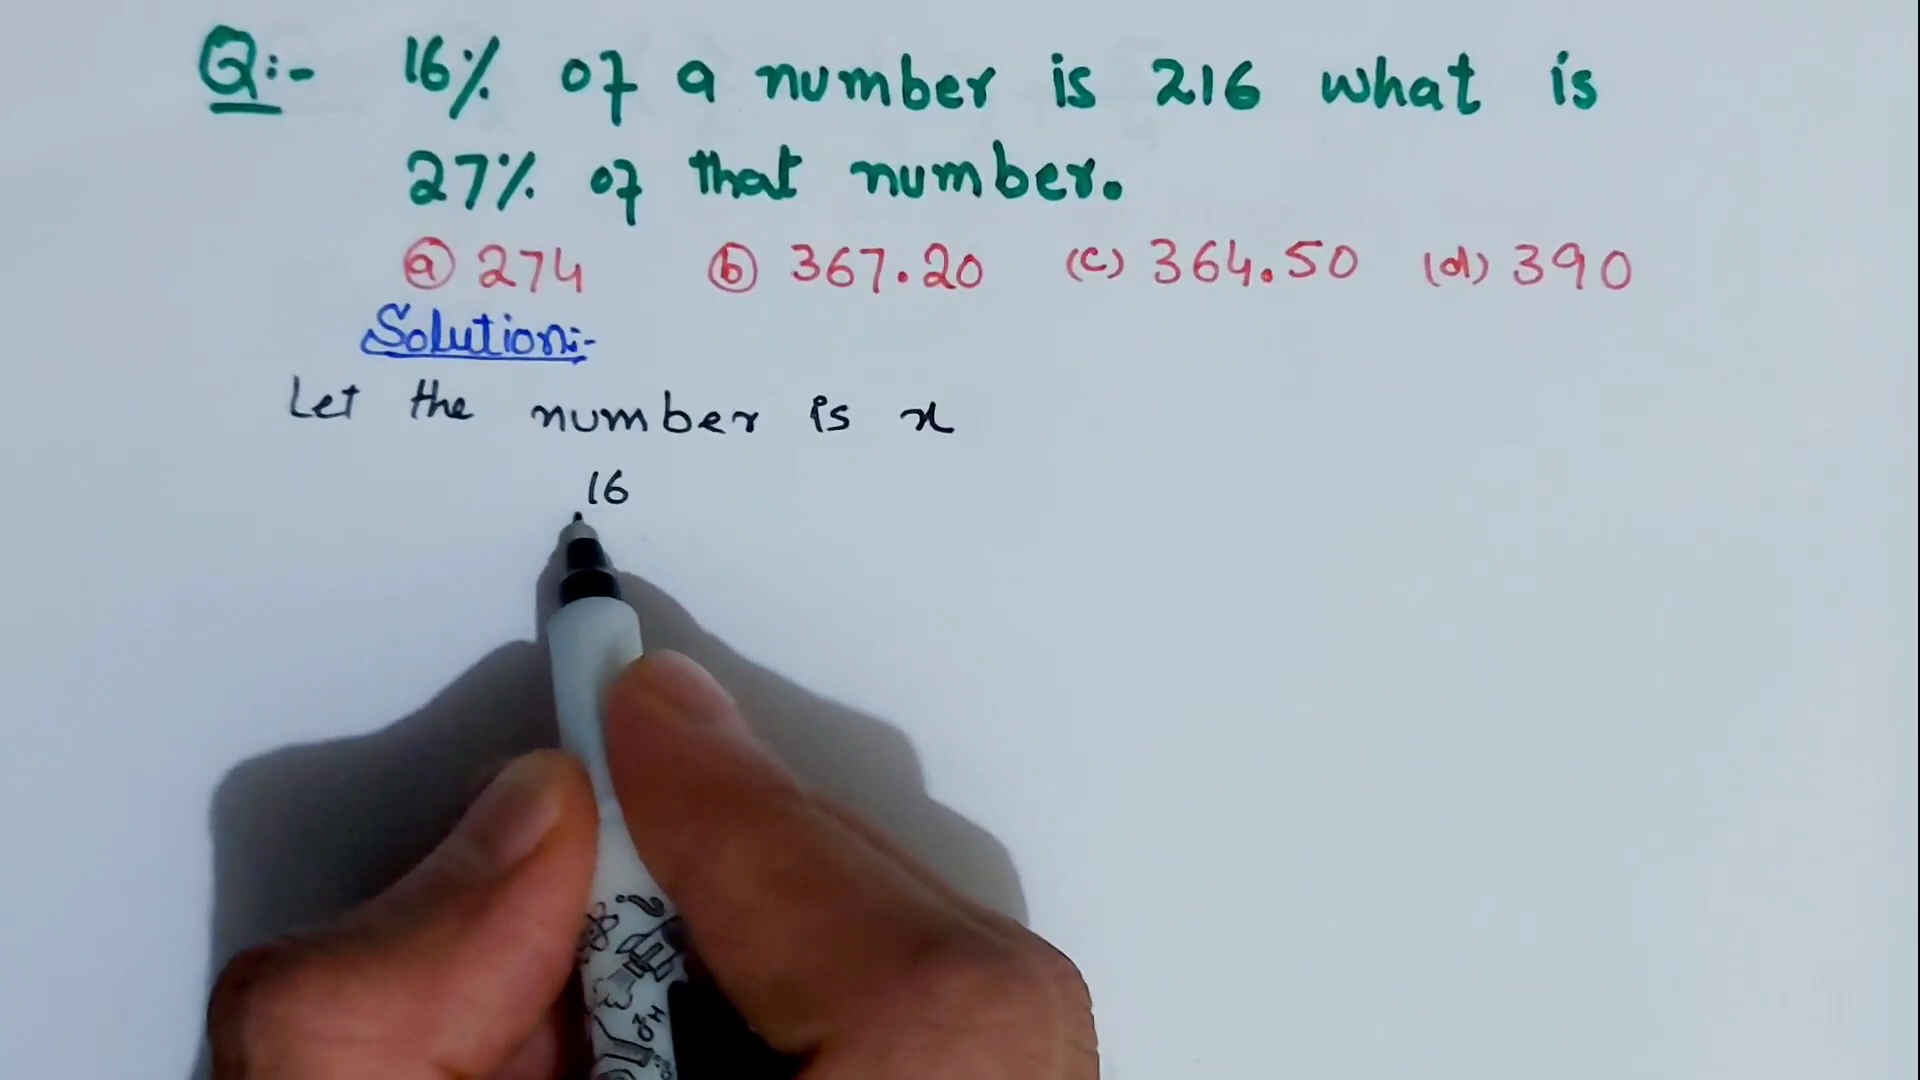 Q:- 16% of a number is 216 what is
27% of that number.
(a) 274 (b) 367.20 (c) 364.50 (d) 390
Solution:-
Let the number is x
16